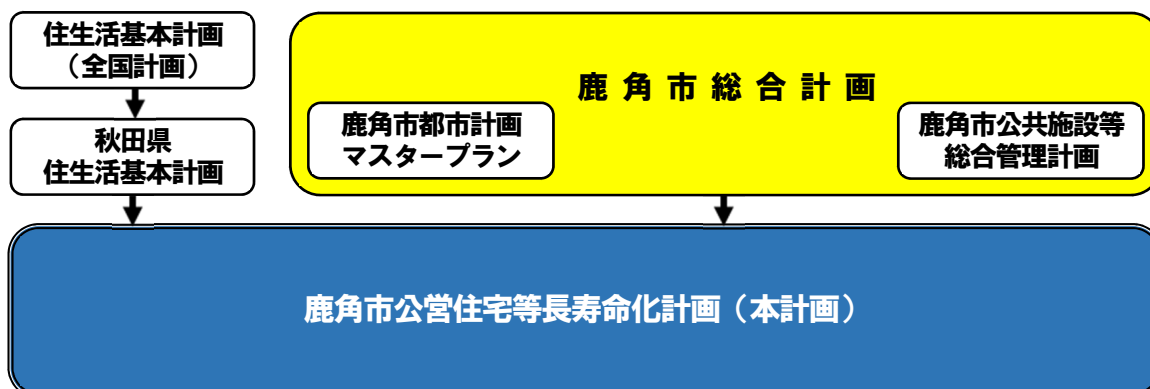 住生活基本計画
（全国計画）
秋田県
住生活基本計画
鹿角市総合計画
鹿角市都市計画
マスタープラン
鹿角市公共施設等
総合管理計画
鹿角市公営住宅等長寿命化計画（本計画）